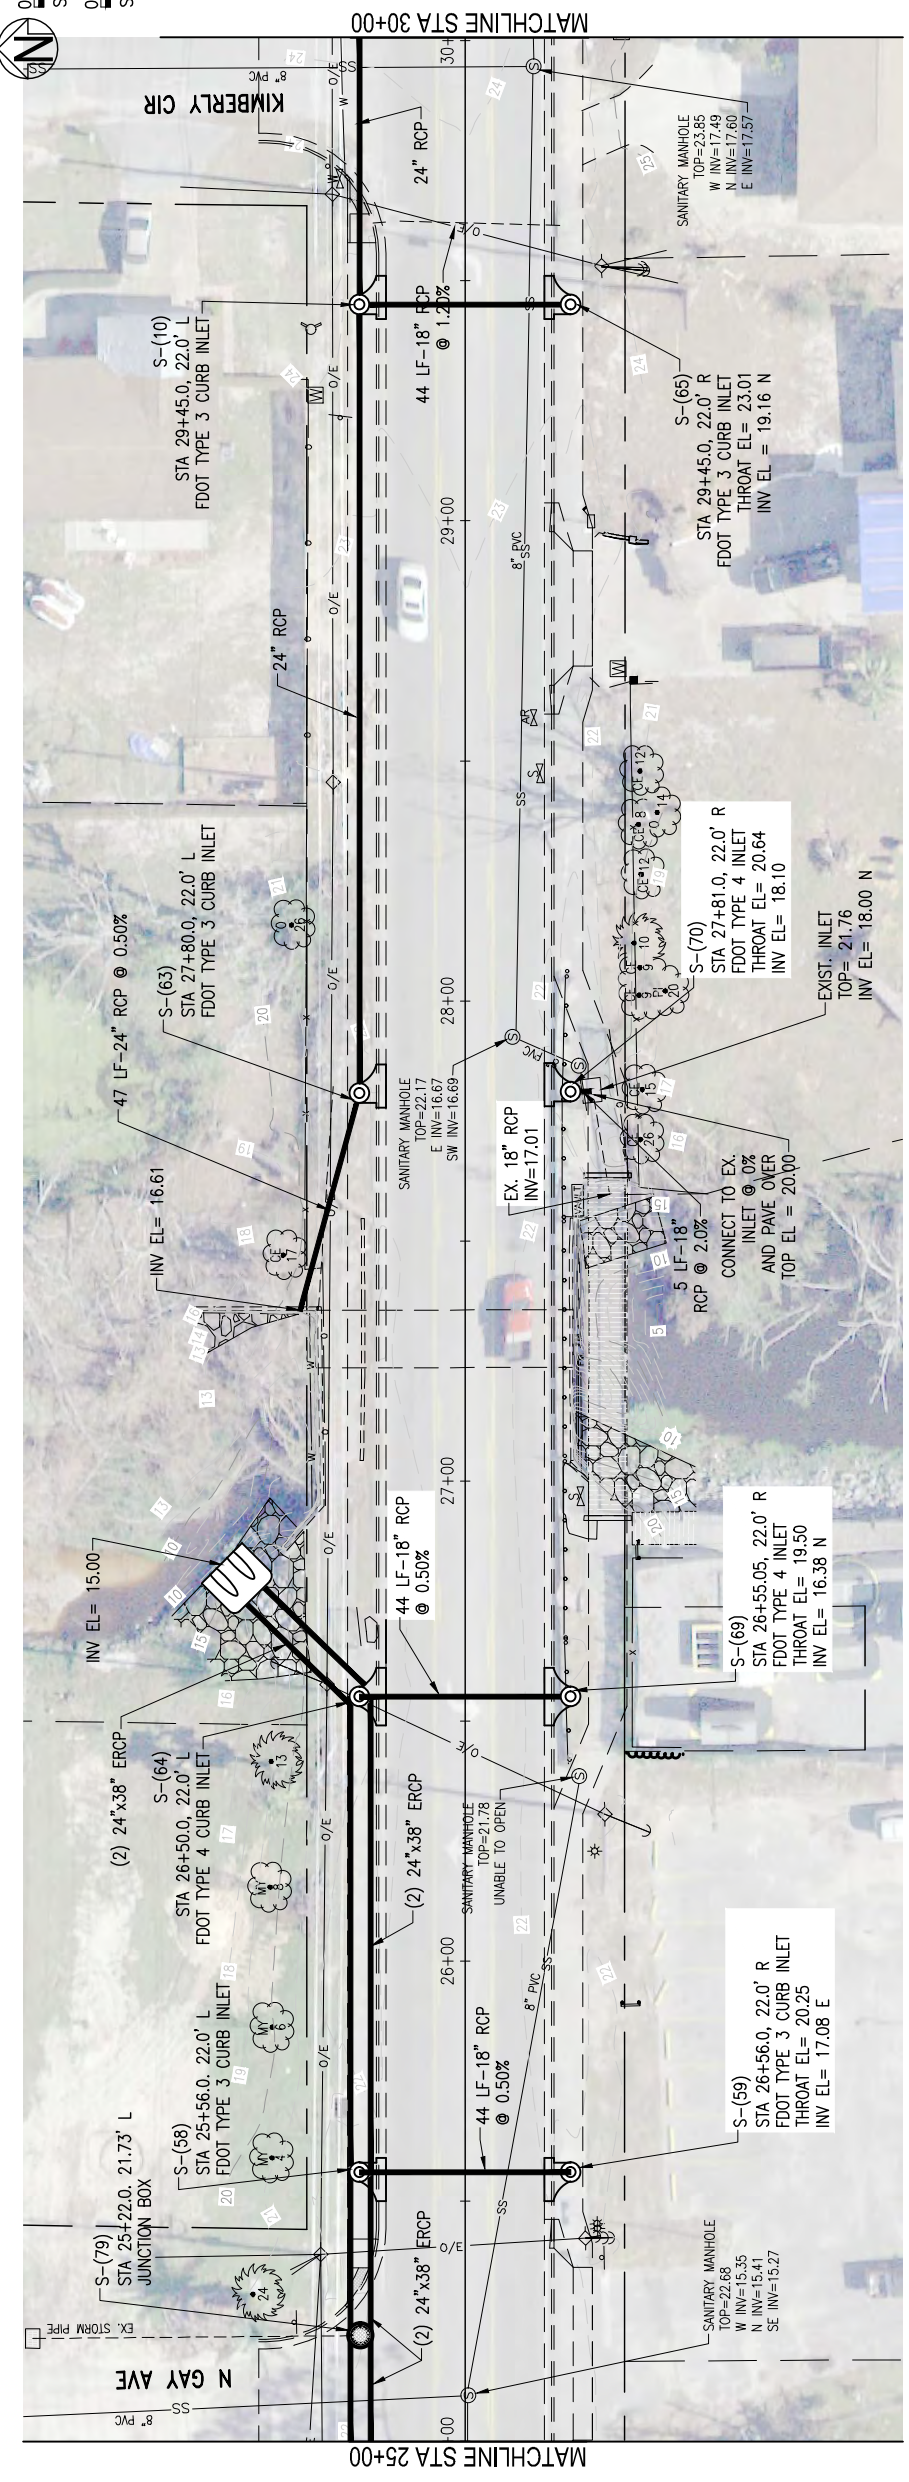 MATCHLINE STA 30+00
N
KIMBERLY CIR
8" PVC
24" RCP
SANITARY MANHOLE
TOP=23.85
W INV=17.49
N INV=17.60
E INV=17.57
S-(10)
STA 29+45.0, 22.0' L
FDOT TYPE 3 CURB INLET
44 LF-18" RCP
@ 1.20%
S-(65)
STA 29+45.0, 22.0' R
FDOT TYPE 3 CURB INLET
THROAT EL= 23.01
INV EL = 19.16 N
29+00
8" PVC
24" RCP
47 LF-24" RCP @ 0.50%
S-(63)
STA 27+80.0, 22.0' L
FDOT TYPE 3 CURB INLET
28+00
S-(70)
STA 27+81.0, 22.0' R
FDOT TYPE 4 INLET
THROAT EL= 20.64
INV EL= 18.10
EXIST. INLET
TOP= 21.76
INV EL=18.00 N
SANITARY MANHOLE
TOP=22.17
E INV=16.67
SW INV=16.69
PVC
EX. 18" RCP
INV=17.01
VAULT
5 LF-18"
RCP @ 2.0%
CONNECT TO EX.
INLET @ 0%
AND PAVE OVER
TOP EL = 20.00
INV EL= 16.61
27+00
INV EL= 15.00
(2) 24"x38" ERCP
44 LF-18" RCP
@ 0.50%
S-(64)
STA 26+50.0, 22.0' L
FDOT TYPE 4 CURB INLET
S-(69)
STA 26+55.05, 22.0' R
FDOT TYPE 4 INLET
THROAT EL= 19.50
INV EL= 16.38 N
(2) 24"x38" ERCP
SANITARY MANHOLE
TOP=21.78
UNABLE TO OPEN
26+00
8" PVC
S-(58)
STA 25+56.0. 22.0' L
FDOT TYPE 3 CURB INLET
44 LF-18" RCP
@ 0.50%
S-(59)
STA 26+56.0, 22.0' R
FDOT TYPE 3 CURB INLET
THROAT EL= 20.25
INV EL= 17.08 E
S-(79)
STA 25+22.0. 21.73' L
JUNCTION BOX
EX. STORM PIPE
(2) 24"x38" ERCP
SANITARY MANHOLE
TOP=22.68
W INV=15.35
N INV=15.41
SE INV=15.27
N GAY AVE
8" PVC
MATCHLINE STA 25+00